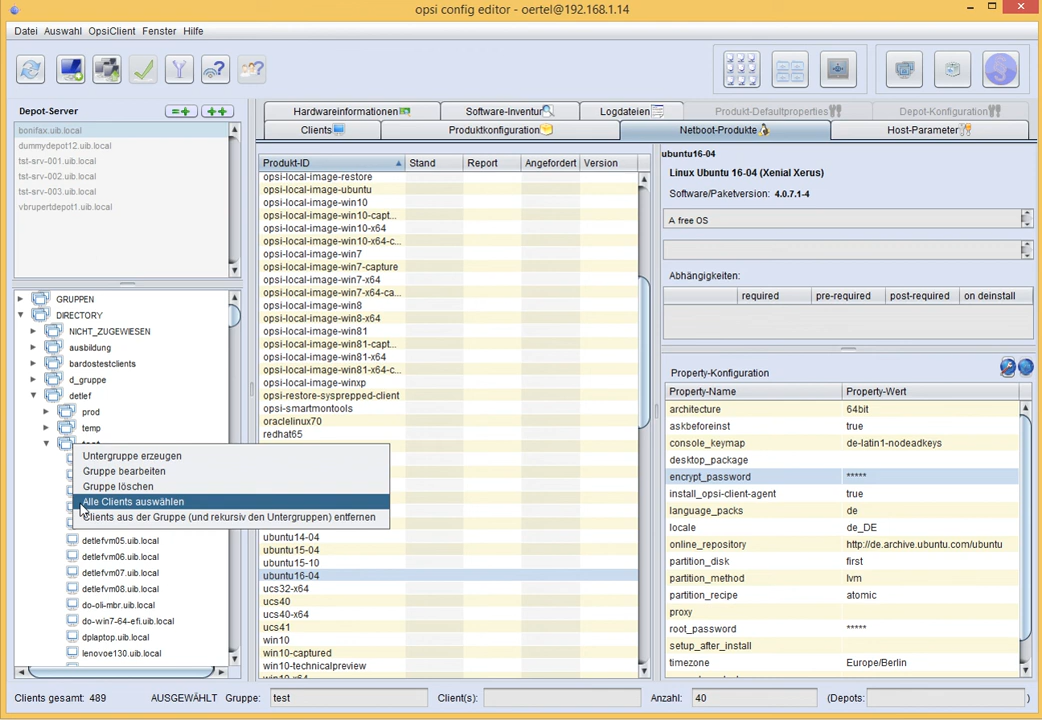 opsi config editor - oertel@192.168.1.14
Datei Auswahl OpsiClient Fenster Hilfe
Depot-Server
bonifax.uib.local
dummydepot12.uib.local
tst-srv-001.uib.local
tst-srv-002.uib.local
tst-srv-003.uib.local
vbrupertdepot1.uib.local
GRUPPEN
DIRECTORY
NICHT_ZUGEWIESEN
ausbildung
bardostestclients
d_gruppe
detlef
prod
temp
Untergruppe erzeugen
Gruppe bearbeiten
Gruppe löschen
Alle Clients auswählen
Clients aus der Gruppe (und rekursiv den Untergruppen) entfernen
detlefvm05.uib.local
detlefvm06.uib.local
detlefvm07.uib.local
detlefvm08.uib.local
do-oli-mbr.uib.local
do-win7-64-efi.uib.local
dplaptop.uib.local
lenovoe130.uib.local
Hardwareinformationen Software-Inventur Logdateien Produkt-Defaultproperties Depot-Konfiguration
Clients Produktkonfiguration Netboot-Produkte Host-Parameter
Produkt-ID Stand Report Angefordert Version
opsi-local-image-restore
opsi-local-image-ubuntu
opsi-local-image-win10
opsi-local-image-win10-capt...
opsi-local-image-win10-x64
opsi-local-image-win10-x64-c...
opsi-local-image-win7
opsi-local-image-win7-capture
opsi-local-image-win7-x64
opsi-local-image-win7-x64-ca...
opsi-local-image-win8
opsi-local-image-win8-x64
opsi-local-image-win81
opsi-local-image-win81-capt...
opsi-local-image-win81-x64
opsi-local-image-win81-x64-c...
opsi-local-image-winxp
opsi-restore-sysprepped-client
opsi-smartmontools
oraclelinux70
redhat65
ubuntu14-04
ubuntu15-04
ubuntu15-10
ubuntu16-04
ucs32-x64
ucs40
ucs40-x64
ucs41
win10
win10-captured
win10-technicalpreview
ubuntu16-04
Linux Ubuntu 16-04 (Xenial Xerus)
Software/Paketversion: 4.0.7.1-4
A free OS
Abhängigkeiten:
required pre-required post-required on deinstall
Property-Konfiguration
Property-Name Property-Wert
architecture 64bit
askbeforeinst true
console_keymap de-latin1-nodeadkeys
desktop_package
encrypt_password *****
install_opsi-client-agent true
language_packs de
locale de_DE
online_repository http://de.archive.ubuntu.com/ubuntu
partition_disk first
partition_method lvm
partition_recipe atomic
proxy
root_password *****
setup_after_install
timezone Europe/Berlin
Clients gesamt: 489 AUSGEWÄHLT Gruppe: test Client(s): Anzahl: 40 (Depots: )